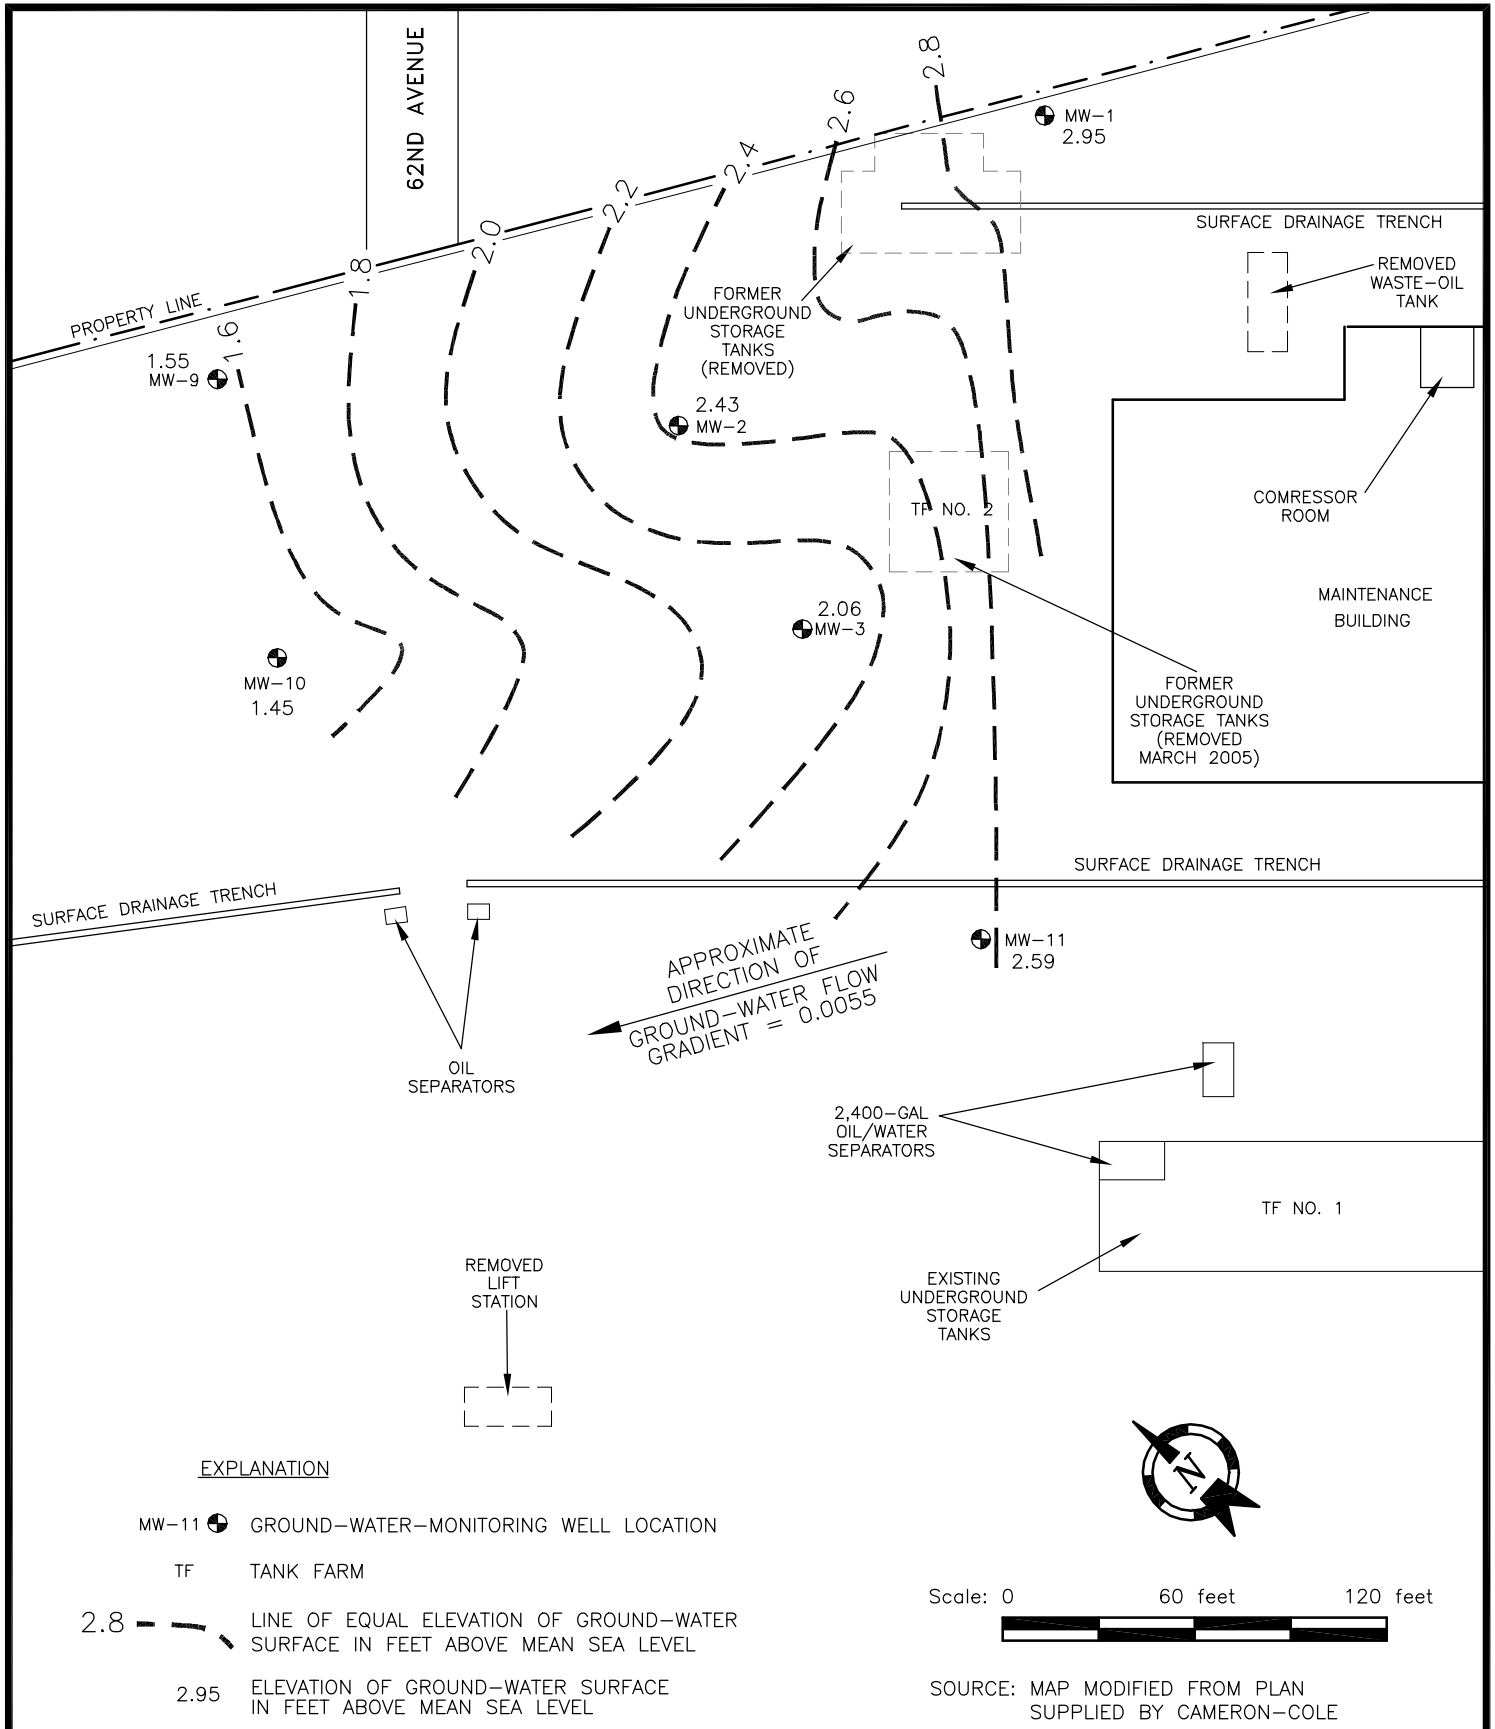 62ND AVENUE
2.8
2.6
2.4
2.2
2.0
1.8
1.6
MW-1
2.95
PROPERTY LINE
SURFACE DRAINAGE TRENCH
REMOVED
WASTE-OIL
TANK
FORMER
UNDERGROUND
STORAGE
TANKS
(REMOVED)
1.55
MW-9
2.43
MW-2
COMRESSOR
ROOM
TF NO. 2
MAINTENANCE
BUILDING
2.06
MW-3
MW-10
1.45
FORMER
UNDERGROUND
STORAGE TANKS
(REMOVED
MARCH 2005)
SURFACE DRAINAGE TRENCH
SURFACE DRAINAGE TRENCH
MW-11
2.59
APPROXIMATE
DIRECTION OF
GROUND-WATER FLOW
GRADIENT = 0.0055
OIL
SEPARATORS
2,400-GAL
OIL/WATER
SEPARATORS
TF NO. 1
EXISTING
UNDERGROUND
STORAGE
TANKS
REMOVED
LIFT
STATION
N
EXPLANATION
MW-11 GROUND-WATER-MONITORING WELL LOCATION
TF TANK FARM
2.8 LINE OF EQUAL ELEVATION OF GROUND-WATER
SURFACE IN FEET ABOVE MEAN SEA LEVEL
2.95 ELEVATION OF GROUND-WATER SURFACE
IN FEET ABOVE MEAN SEA LEVEL
Scale: 0 60 feet 120 feet
SOURCE: MAP MODIFIED FROM PLAN
SUPPLIED BY CAMERON-COLE